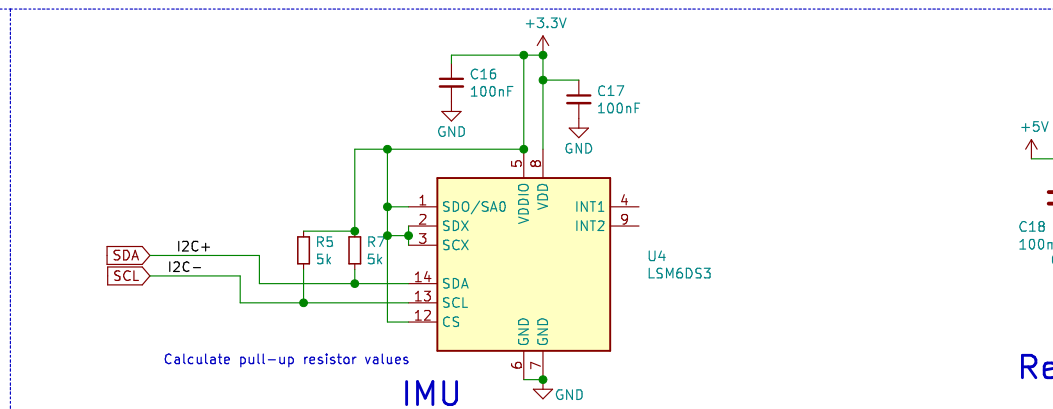 +3.3V
C16
100nF
GND
C17
100nF
GND
+5V
5
8
VDDIO
VDD
1
SDO/SA0
2
SDX
3
SCX
14
SDA
13
SCL
12
CS
INT1
4
INT2
9
R5
5k
R7
5k
SDA
I2C+
SCL
I2C-
U4
LSM6DS3
C18
GND
GND
6
7
GND
Calculate pull-up resistor values
IMU